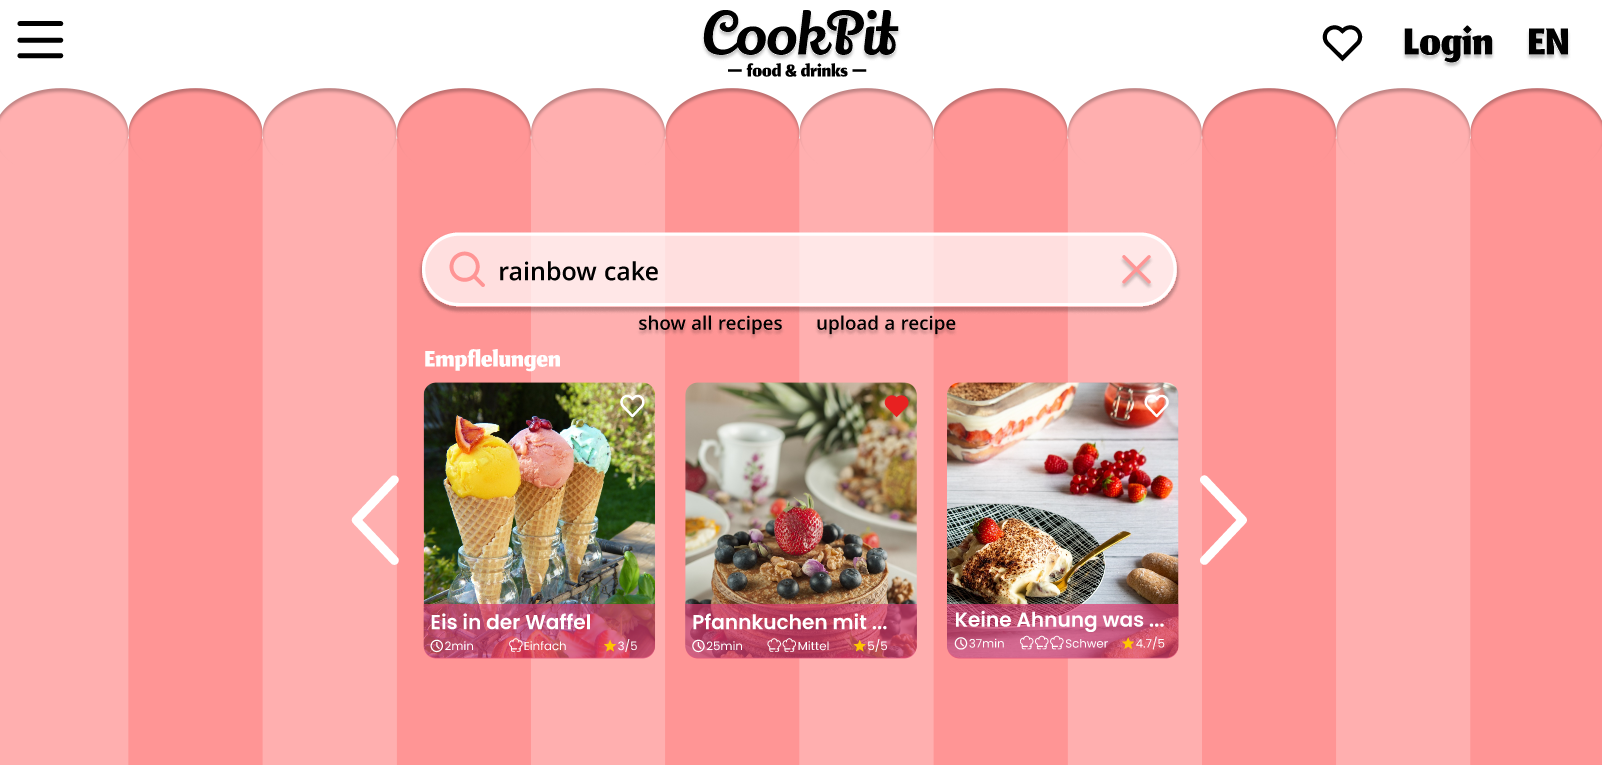 CookPit
food & drinks
Login
EN
rainbow cake
show all recipes
upload a recipe
Empflelungen
Eis in der Waffel
2min
Einfach
3/5
Pfannkuchen mit ...
25min
Mittel
5/5
Keine Ahnung was ...
37min
Schwer
4.7/5